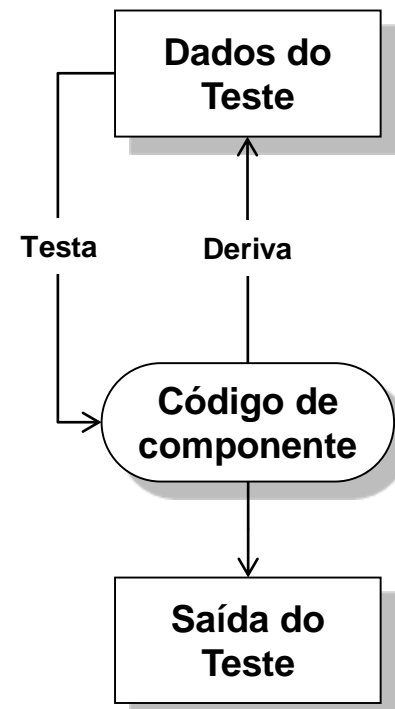 Dados do
Teste
Testa
Deriva
Código de
componente
Saída do
Teste